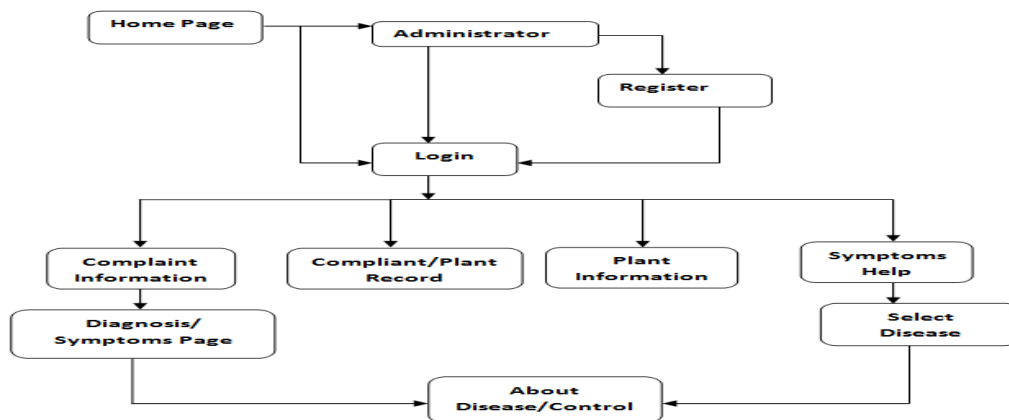 Home Page
Administrator
Register
Login
Complaint
Information
Compliant/Plant
Record
Plant
Information
Symptoms
Help
Diagnosis/
Symptoms Page
Select
Disease
About
Disease/Control